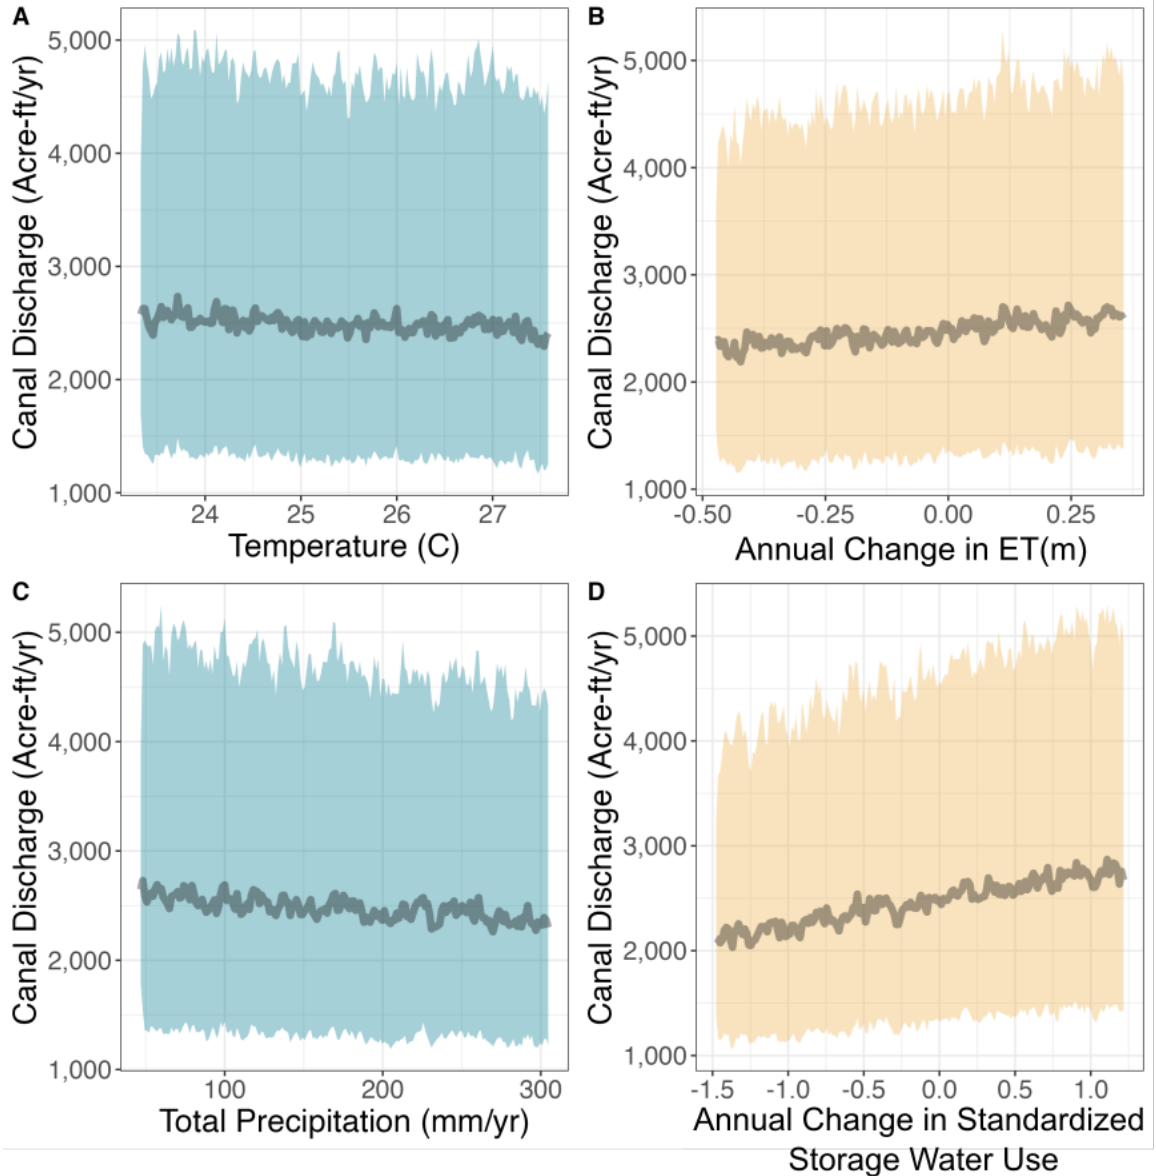 A
Canal Discharge (Acre-ft/yr)
5,000
4,000
3,000
2,000
1,000
24 25 26 27
Temperature (C)
B
Canal Discharge (Acre-ft/yr)
5,000
4,000
3,000
2,000
1,000
-0.50 -0.25 0.00 0.25
Annual Change in ET(m)
C
Canal Discharge (Acre-ft/yr)
5,000
4,000
3,000
2,000
1,000
100 200 300
Total Precipitation (mm/yr)
D
Canal Discharge (Acre-ft/yr)
5,000
4,000
3,000
2,000
1,000
-1.5 -1.0 -0.5 0.0 0.5 1.0
Annual Change in Standardized
Storage Water Use